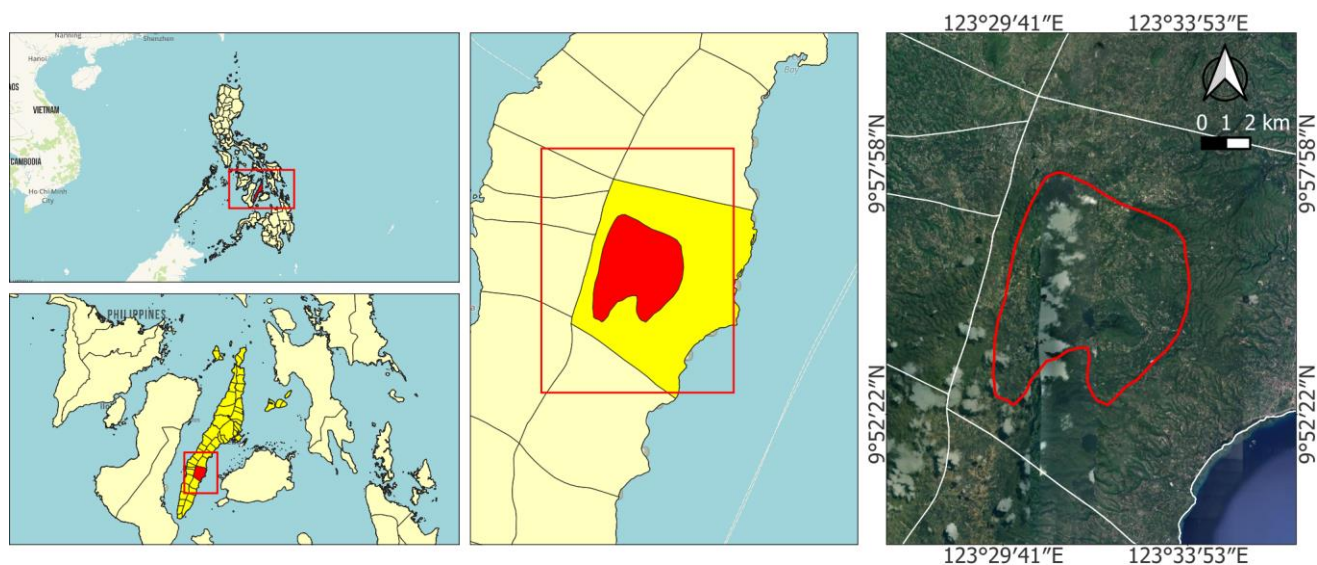 Nanning
Shenzhen
Hanoi
AOS
VIETNAM
CAMBODIA
Ho Chi Minh
City
PHILIPPINES
Bay
123°29′41″E 123°33′53″E
0 1 2 km
9°57′58″N 9°57′58″N
9°52′22″N 9°52′22″N
123°29′41″E 123°33′53″E